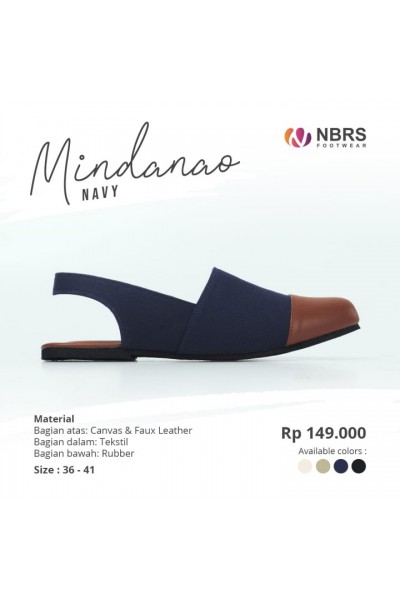 Mindanao
NAVY
NBRS
FOOTWEAR
Material
Bagian atas: Canvas & Faux Leather
Bagian dalam: Tekstil
Bagian bawah: Rubber
Size : 36 - 41
Rp 149.000
Available colors :